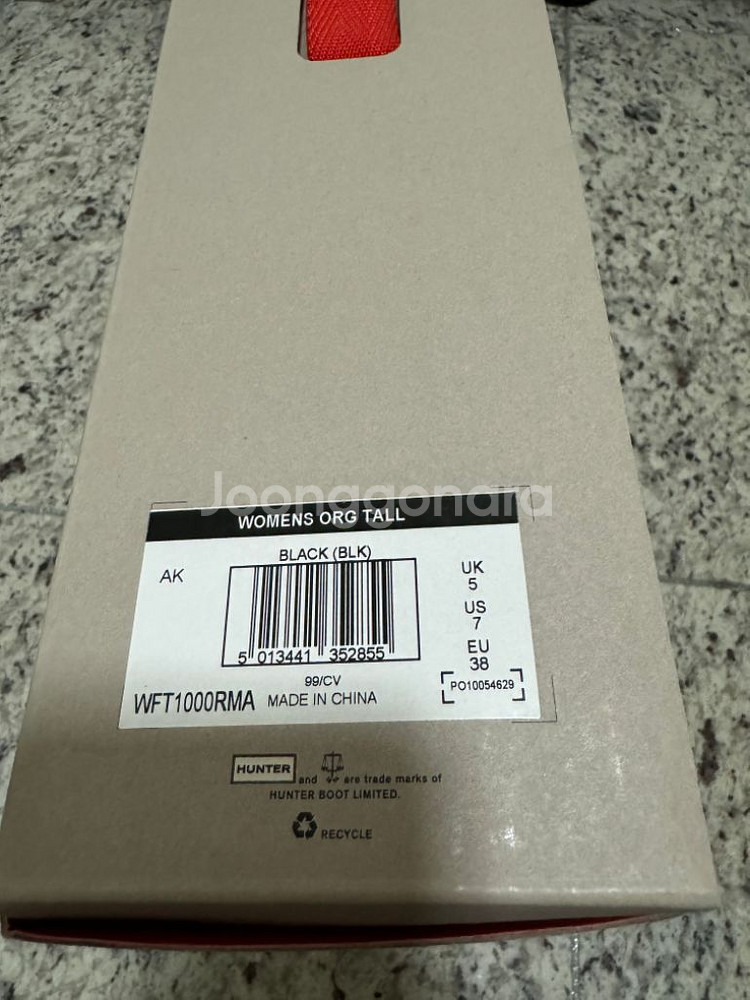 Joonggonara
WOMENS ORG TALL
BLACK (BLK)
AK
5 013441 352855
UK
5
US
7
EU
38
99/CV
WFT1000RMA MADE IN CHINA
PO10054629
HUNTER and are trade marks of
HUNTER BOOT LIMITED.
RECYCLE